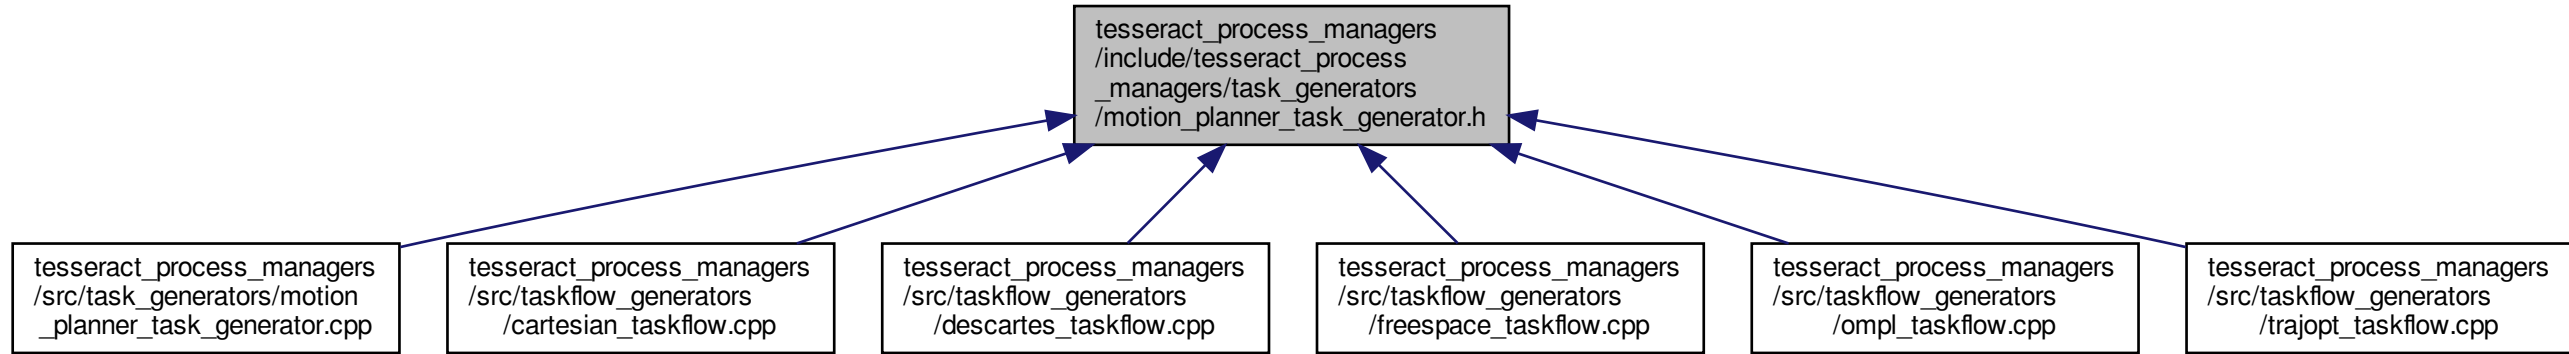 tesseract_process_managers
/include/tesseract_process
_managers/task_generators
/motion_planner_task_generator.h
tesseract_process_managers
/src/task_generators/motion
_planner_task_generator.cpp
tesseract_process_managers
/src/taskflow_generators
/cartesian_taskflow.cpp
tesseract_process_managers
/src/taskflow_generators
/descartes_taskflow.cpp
tesseract_process_managers
/src/taskflow_generators
/freespace_taskflow.cpp
tesseract_process_managers
/src/taskflow_generators
/ompl_taskflow.cpp
tesseract_process_managers
/src/taskflow_generators
/trajopt_taskflow.cpp